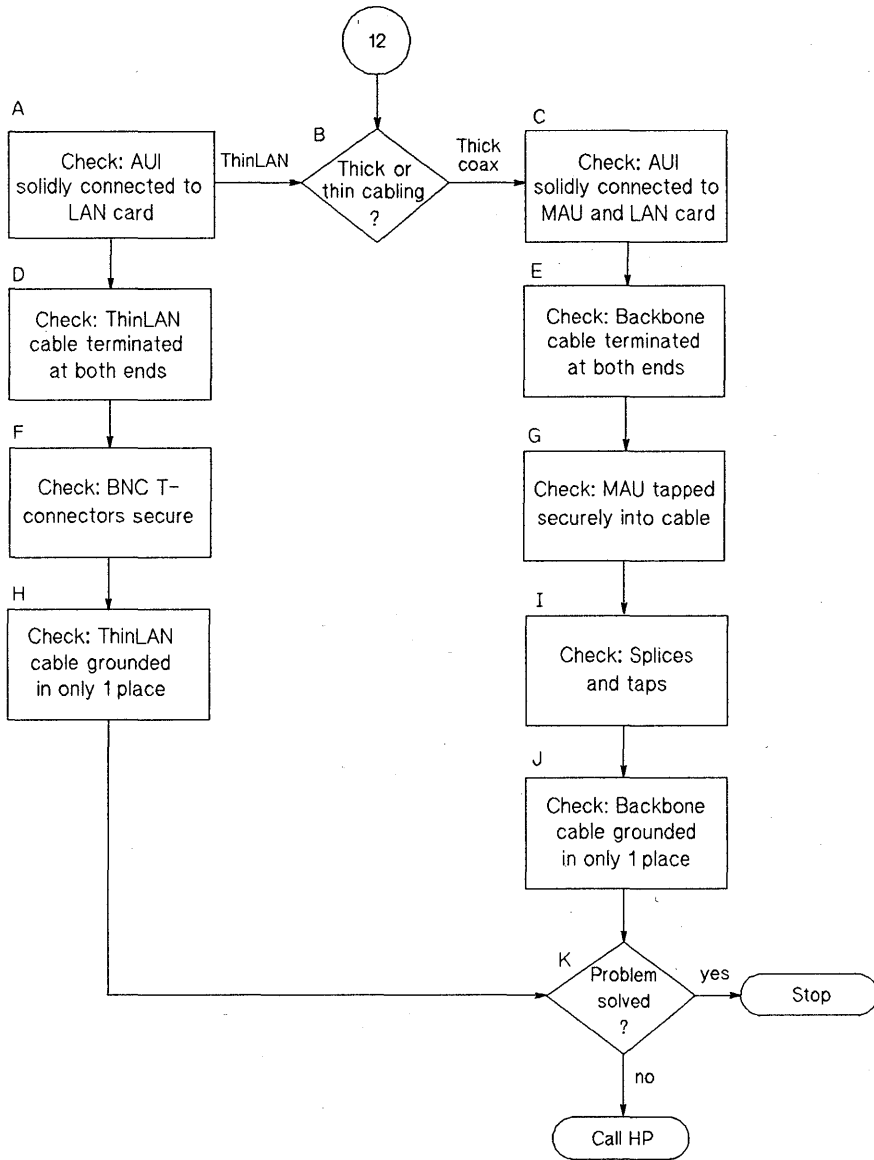 12
A
Check: AUI
solidly connected to
LAN card
ThinLAN
B
Thick or
thin cabling
?
Thick
coax
C
Check: AUI
solidly connected to
MAU and LAN card
D
Check: ThinLAN
cable terminated
at both ends
E
Check: Backbone
cable terminated
at both ends
F
Check: BNC T-
connectors secure
G
Check: MAU tapped
securely into cable
H
Check: ThinLAN
cable grounded
in only 1 place
I
Check: Splices
and taps
J
Check: Backbone
cable grounded
in only 1 place
K
Problem
solved
?
yes
Stop
no
Call HP